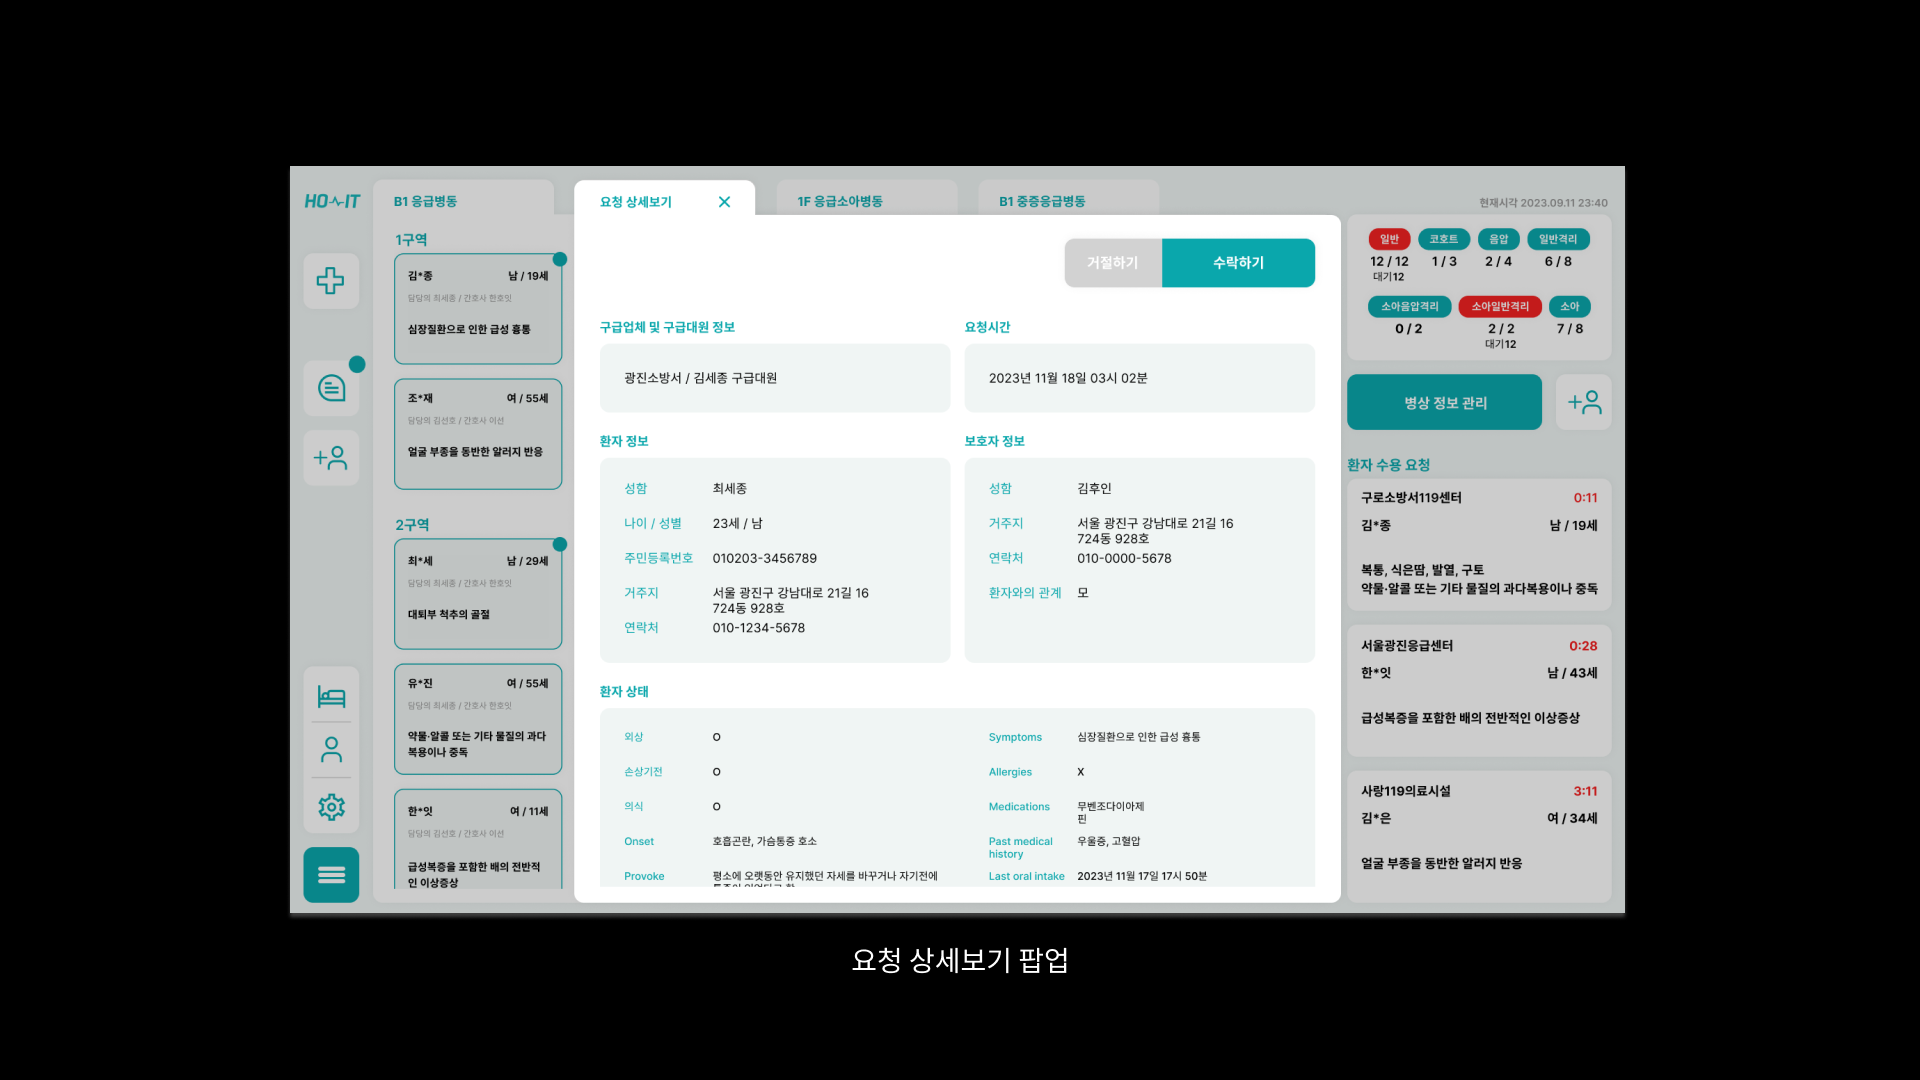 HO IT
B1 응급병동
요청 상세보기
1F 응급소아병동
B1 중증응급병동
현재시각 2023.09.11 23:40
1구역
김*종 남 / 19세
담당의 최세종 / 간호사 한호잇
심장질환으로 인한 급성 흉통
조*재 여 / 55세
담당의 김선호 / 간호사 이선
얼굴 부종을 동반한 알러지 반응
2구역
최*세 남 / 29세
담당의 최세종 / 간호사 한호잇
대퇴부 척추의 골절
유*진 여 / 55세
담당의 최세종 / 간호사 한호잇
약물·알콜 또는 기타 물질의 과다
복용이나 중독
한*잇 여 / 11세
담당의 김선호 / 간호사 이선
급성복증을 포함한 배의 전반적
인 이상증상
거절하기 수락하기
구급업체 및 구급대원 정보
광진소방서 / 김세종 구급대원
요청시간
2023년 11월 18일 03시 02분
환자 정보
성함 최세종
나이 / 성별 23세 / 남
주민등록번호 010203-3456789
거주지 서울 광진구 강남대로 21길 16
724동 928호
연락처 010-1234-5678
보호자 정보
성함 김후인
거주지 서울 광진구 강남대로 21길 16
724동 928호
연락처 010-0000-5678
환자와의 관계 모
환자 상태
외상 O
손상기전 O
의식 O
Onset 호흡곤란, 가슴통증 호소
Provoke 평소에 오랫동안 유지했던 자세를 바꾸거나 자기전에
Symptoms 심장질환으로 인한 급성 흉통
Allergies X
Medications 무벤조다이아제
핀
Past medical 우울증, 고혈압
history
Last oral intake 2023년 11월 17일 17시 50분
일반 코호트 음압 일반격리
12 / 12 1 / 3 2 / 4 6 / 8
대기12
소아음압격리 소아일반격리 소아
0 / 2 2 / 2 7 / 8
대기12
병상 정보 관리
환자 수용 요청
구로소방서119센터 0:11
김*종 남 / 19세
복통, 식은땀, 발열, 구토
약물·알콜 또는 기타 물질의 과다복용이나 중독
서울광진응급센터 0:28
한*잇 남 / 43세
급성복증을 포함한 배의 전반적인 이상증상
사랑119의료시설 3:11
김*은 여 / 34세
얼굴 부종을 동반한 알러지 반응
요청 상세보기 팝업